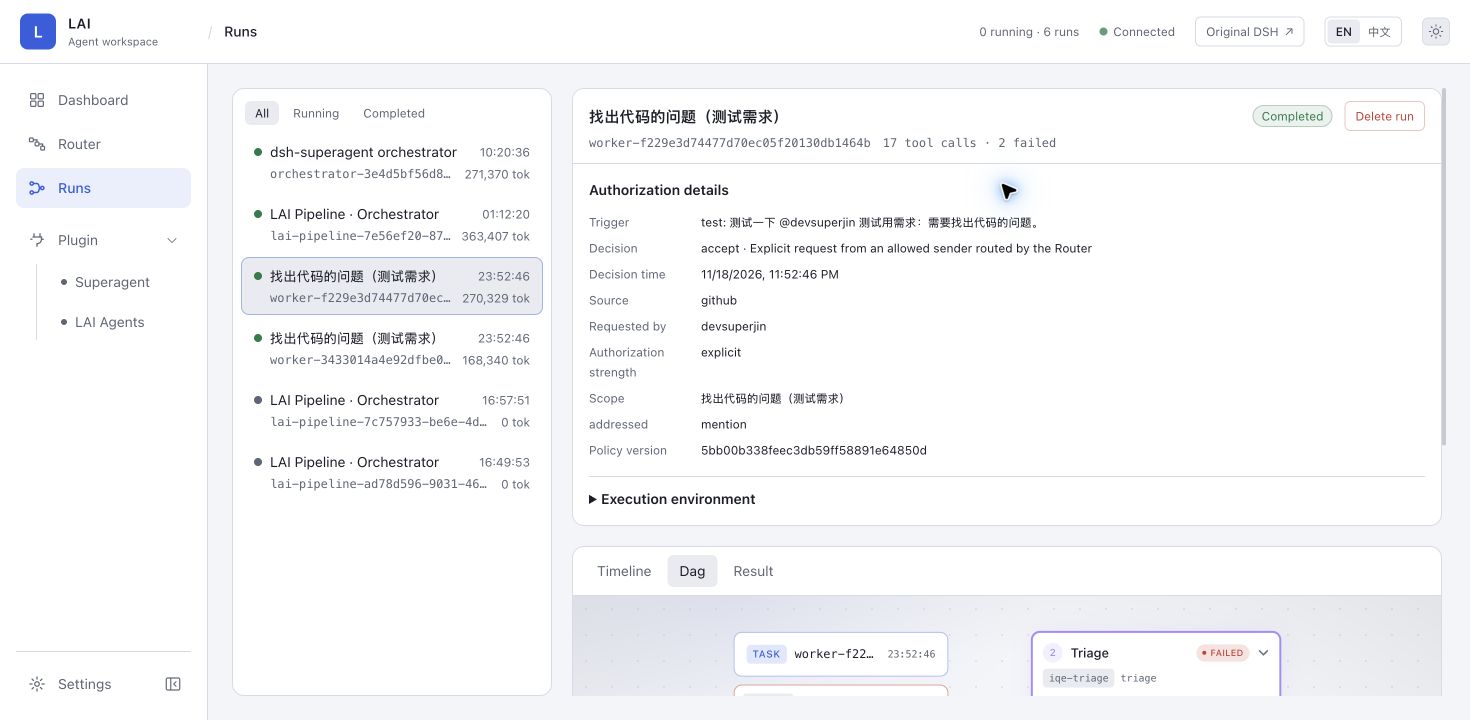 L
LAI
Agent workspace
/ Runs
0 running · 6 runs
Connected
Original DSH ↗
EN 中文
Dashboard
Router
Runs
Plugin
Superagent
LAI Agents
Settings
All Running Completed
dsh-superagent orchestrator 10:20:36
orchestrator-3e4d5bf56d8… 271,370 tok
LAI Pipeline · Orchestrator 01:12:20
lai-pipeline-7e56ef20-87… 363,407 tok
找出代码的问题（测试需求） 23:52:46
worker-f229e3d74477d70ec… 270,329 tok
找出代码的问题（测试需求） 23:52:46
worker-3433014a4e92dfbe0… 168,340 tok
LAI Pipeline · Orchestrator 16:57:51
lai-pipeline-7c757933-be6e-4d… 0 tok
LAI Pipeline · Orchestrator 16:49:53
lai-pipeline-ad78d596-9031-46… 0 tok
找出代码的问题（测试需求）
Completed
Delete run
worker-f229e3d74477d70ec05f20130db1464b 17 tool calls · 2 failed
Authorization details
Trigger test: 测试一下 @devsuperjin 测试用需求：需要找出代码的问题。
Decision accept · Explicit request from an allowed sender routed by the Router
Decision time 11/18/2026, 11:52:46 PM
Source github
Requested by devsuperjin
Authorization explicit
strength
Scope 找出代码的问题（测试需求）
addressed mention
Policy version 5bb00b338feec3db59ff58891e64850d
Execution environment
Timeline Dag Result
TASK worker-f22… 23:52:46
2 Triage FAILED
iqe-triage triage